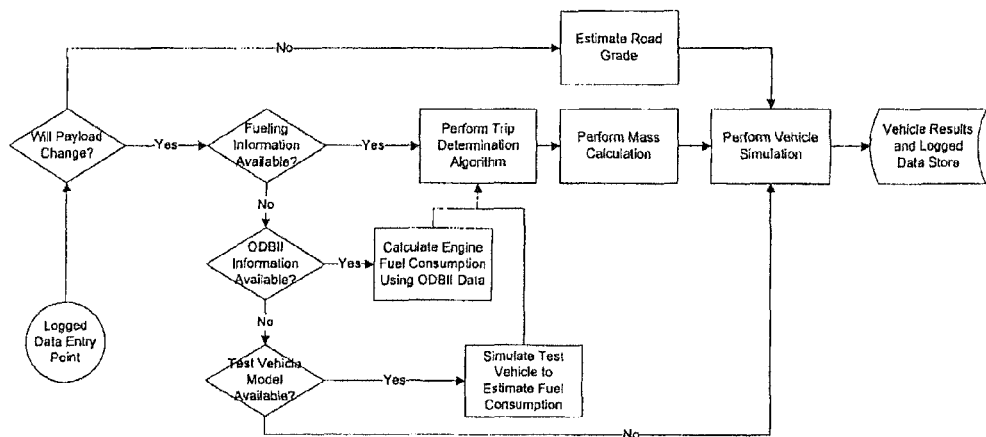 No
Estimate Road
Grade
Will Payload
Change?
Yes
Fueling
Information
Available?
Yes
Perform Trip
Determination
Algorithm
Perform Mass
Calculation
Perform Vehicle
Simulation
Vehicle Results
and Logged
Data Store
No
ODBII
Information
Available?
Yes
Calculate Engine
Fuel Consumption
Using ODBII Data
Logged
Data Entry
Point
No
Test Vehicle
Model
Available?
Yes
Simulate Test
Vehicle to
Estimate Fuel
Consumption
No